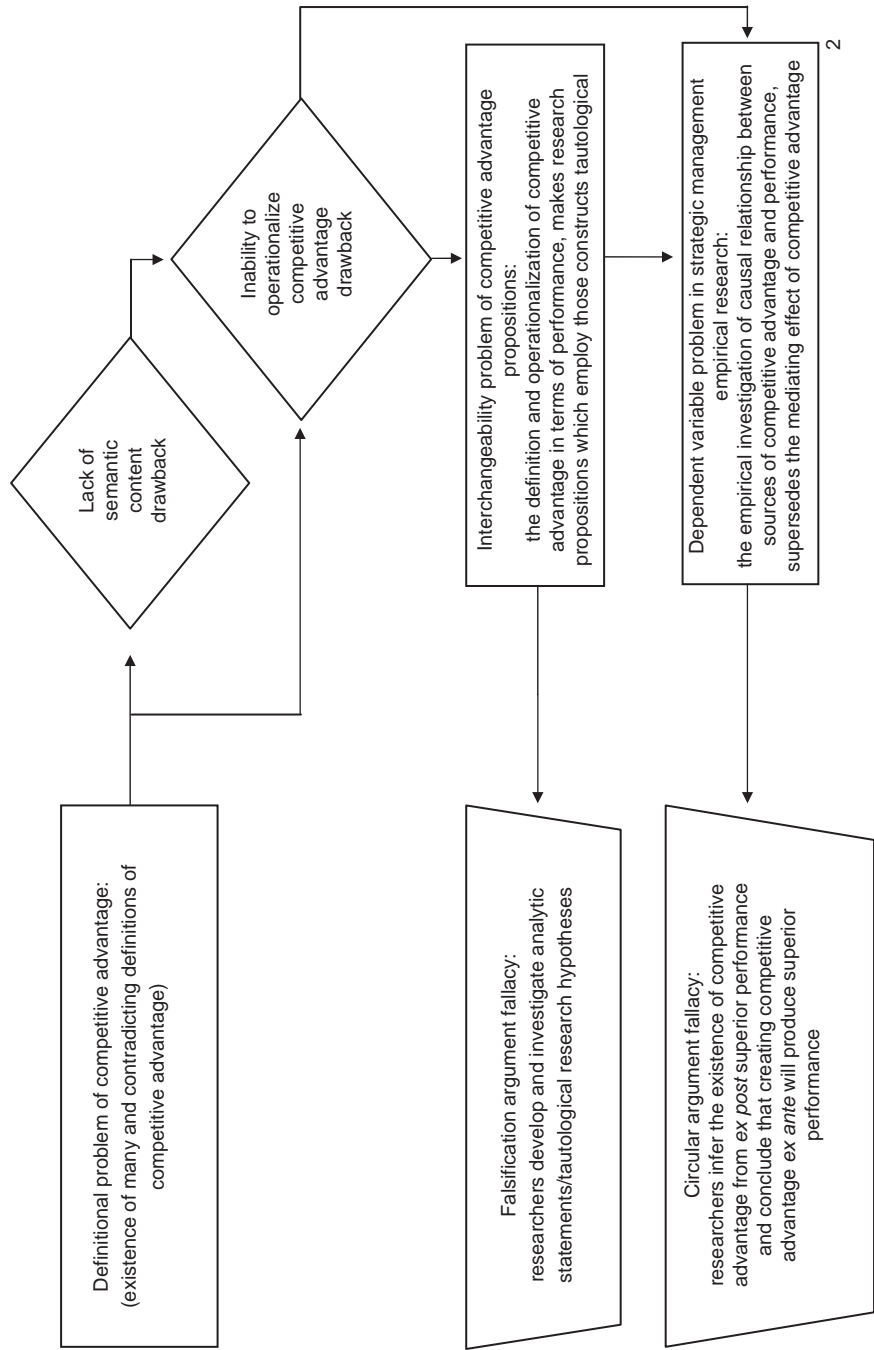 Definitional problem of competitive advantage:
(existence of many and contradicting definitions of
competitive advantage)
Lack of
semantic
content
drawback
Inability to
operationalize
competitive
advantage
drawback
Falsification argument fallacy:
researchers develop and investigate analytic
statements/tautological research hypotheses
Interchangeability problem of competitive advantage
propositions:
the definition and operationalization of competitive
advantage in terms of performance, makes research
propositions which employ those constructs tautological
Circular argument fallacy:
researchers infer the existence of competitive
advantage from ex post superior performance
and conclude that creating competitive
advantage ex ante will produce superior
performance
Dependent variable problem in strategic management
empirical research:
the empirical investigation of causal relationship between
sources of competitive advantage and performance,
supersedes the mediating effect of competitive advantage
2